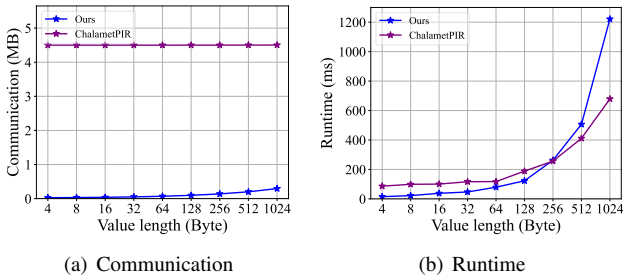 Ours
ChalametPIR
Communication (MB)
5
4
3
2
1
0
4 8 16 32 64 128 256 512 1024
Value length (Byte)
(a) Communication
Ours
ChalametPIR
Runtime (ms)
1200
1000
800
600
400
200
0
4 8 16 32 64 128 256 512 1024
Value length (Byte)
(b) Runtime